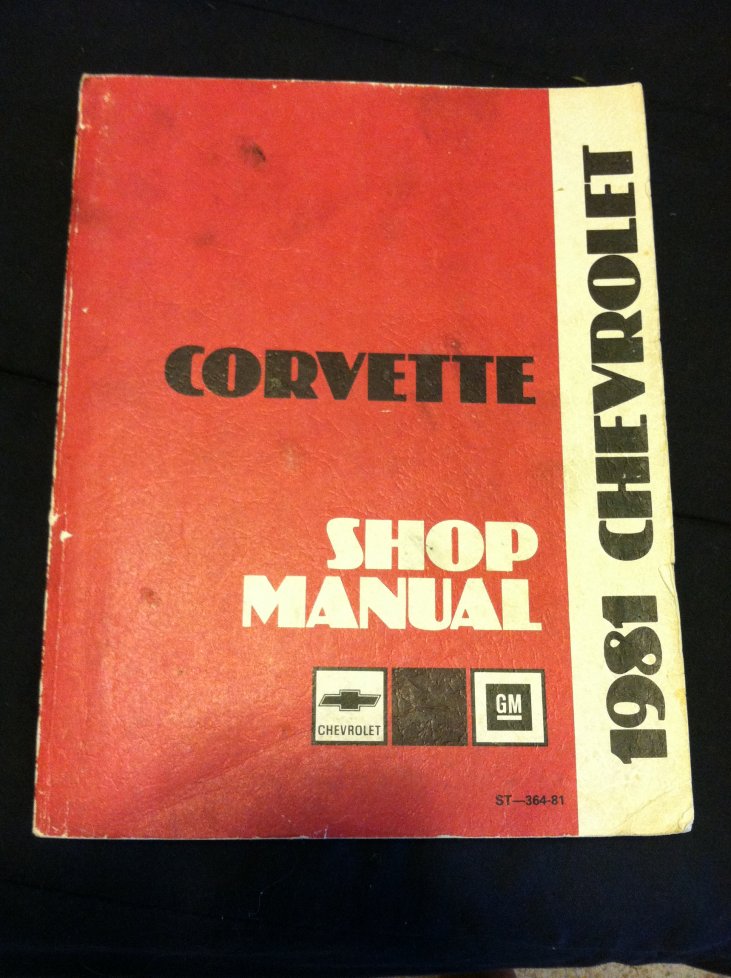 CORVETTE
SHOP
MANUAL
CHEVROLET
GM
ST—364-81
1981 CHEVROLET